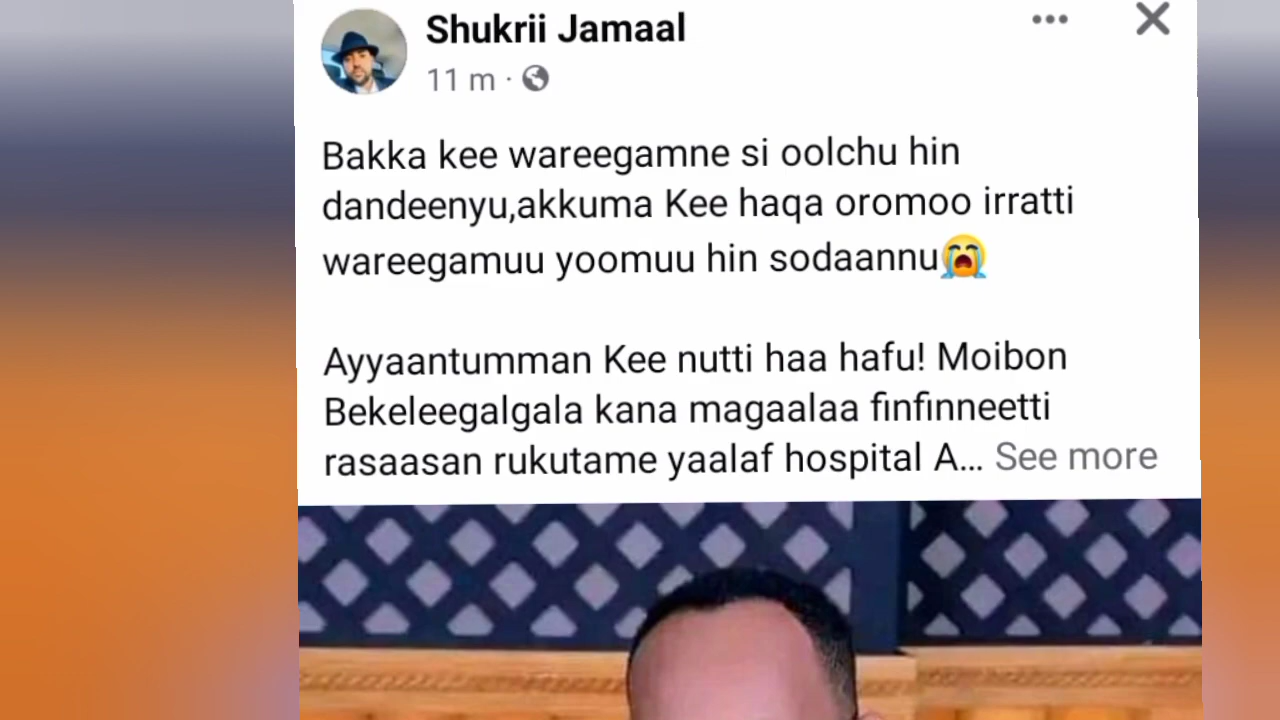 Shukrii Jamaal
11 m ·
Bakka kee wareegamne si oolchu hin
dandeenyu,akkuma Kee haqa oromoo irratti
wareegamuu yoomuu hin sodaannu😭
Ayyaantumman Kee nutti haa hafu! Moibon
Bekeleegalgala kana magaalaa finfinneetti
rasaasan rukutame yaalaf hospital A... See more